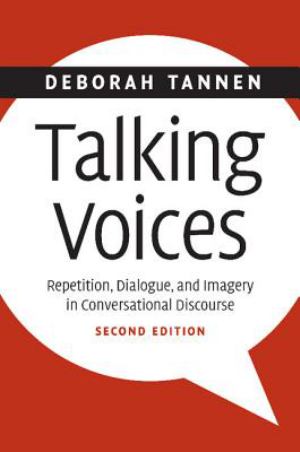 DEBORAH TANNEN
Talking
Voices
Repetition, Dialogue, and Imagery
in Conversational Discourse
SECOND EDITION